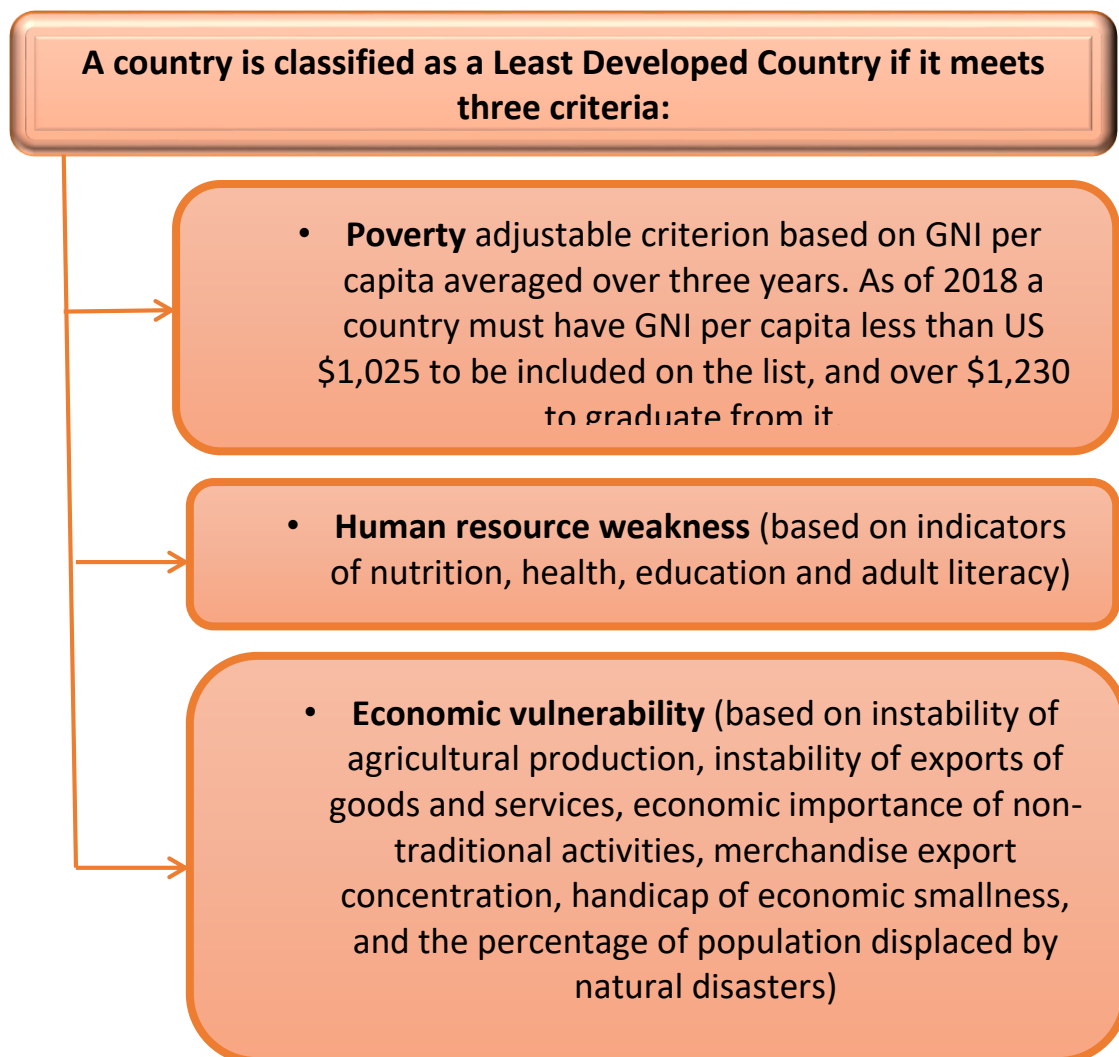 A country is classified as a Least Developed Country if it meets
three criteria:
• Poverty adjustable criterion based on GNI per
capita averaged over three years. As of 2018 a
country must have GNI per capita less than US
$1,025 to be included on the list, and over $1,230
to graduate from it
• Human resource weakness (based on indicators
of nutrition, health, education and adult literacy)
• Economic vulnerability (based on instability of
agricultural production, instability of exports of
goods and services, economic importance of non-
traditional activities, merchandise export
concentration, handicap of economic smallness,
and the percentage of population displaced by
natural disasters)